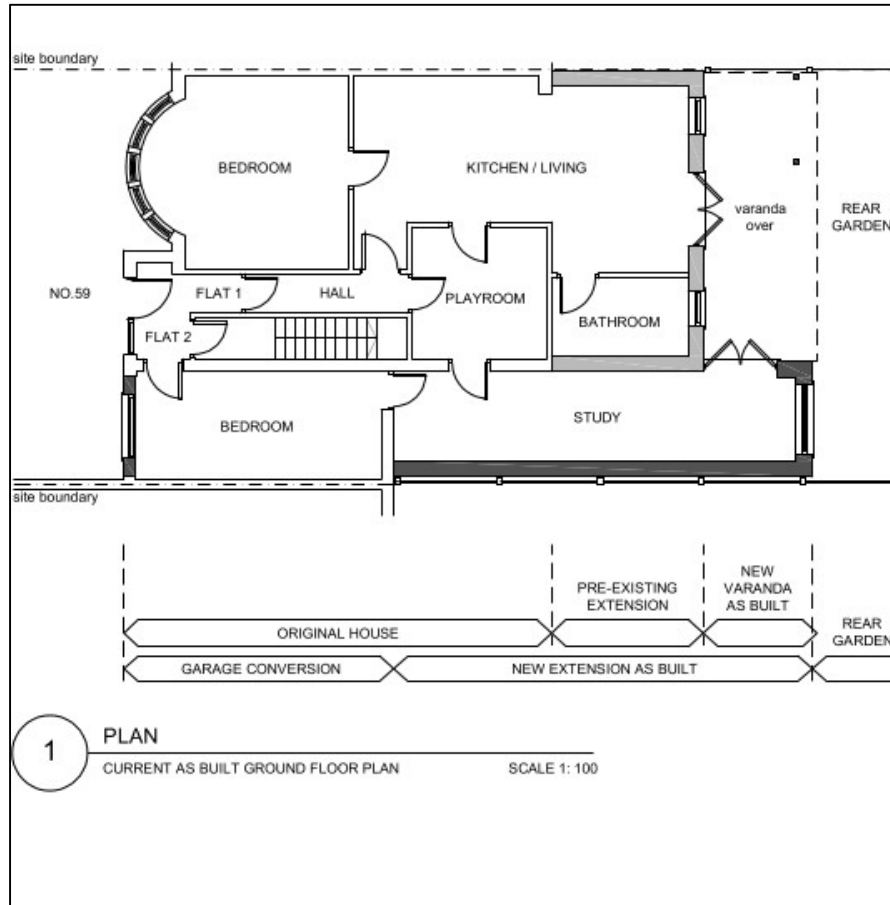 site boundary
BEDROOM
KITCHEN / LIVING
varanda
over
REAR
GARDEN
NO.59
FLAT 1
HALL
PLAYROOM
BATHROOM
FLAT 2
BEDROOM
STUDY
site boundary
PRE-EXISTING
EXTENSION
NEW
VARANDA
AS BUILT
ORIGINAL HOUSE
REAR
GARDEN
GARAGE CONVERSION
NEW EXTENSION AS BUILT
1
PLAN
CURRENT AS BUILT GROUND FLOOR PLAN
SCALE 1: 100